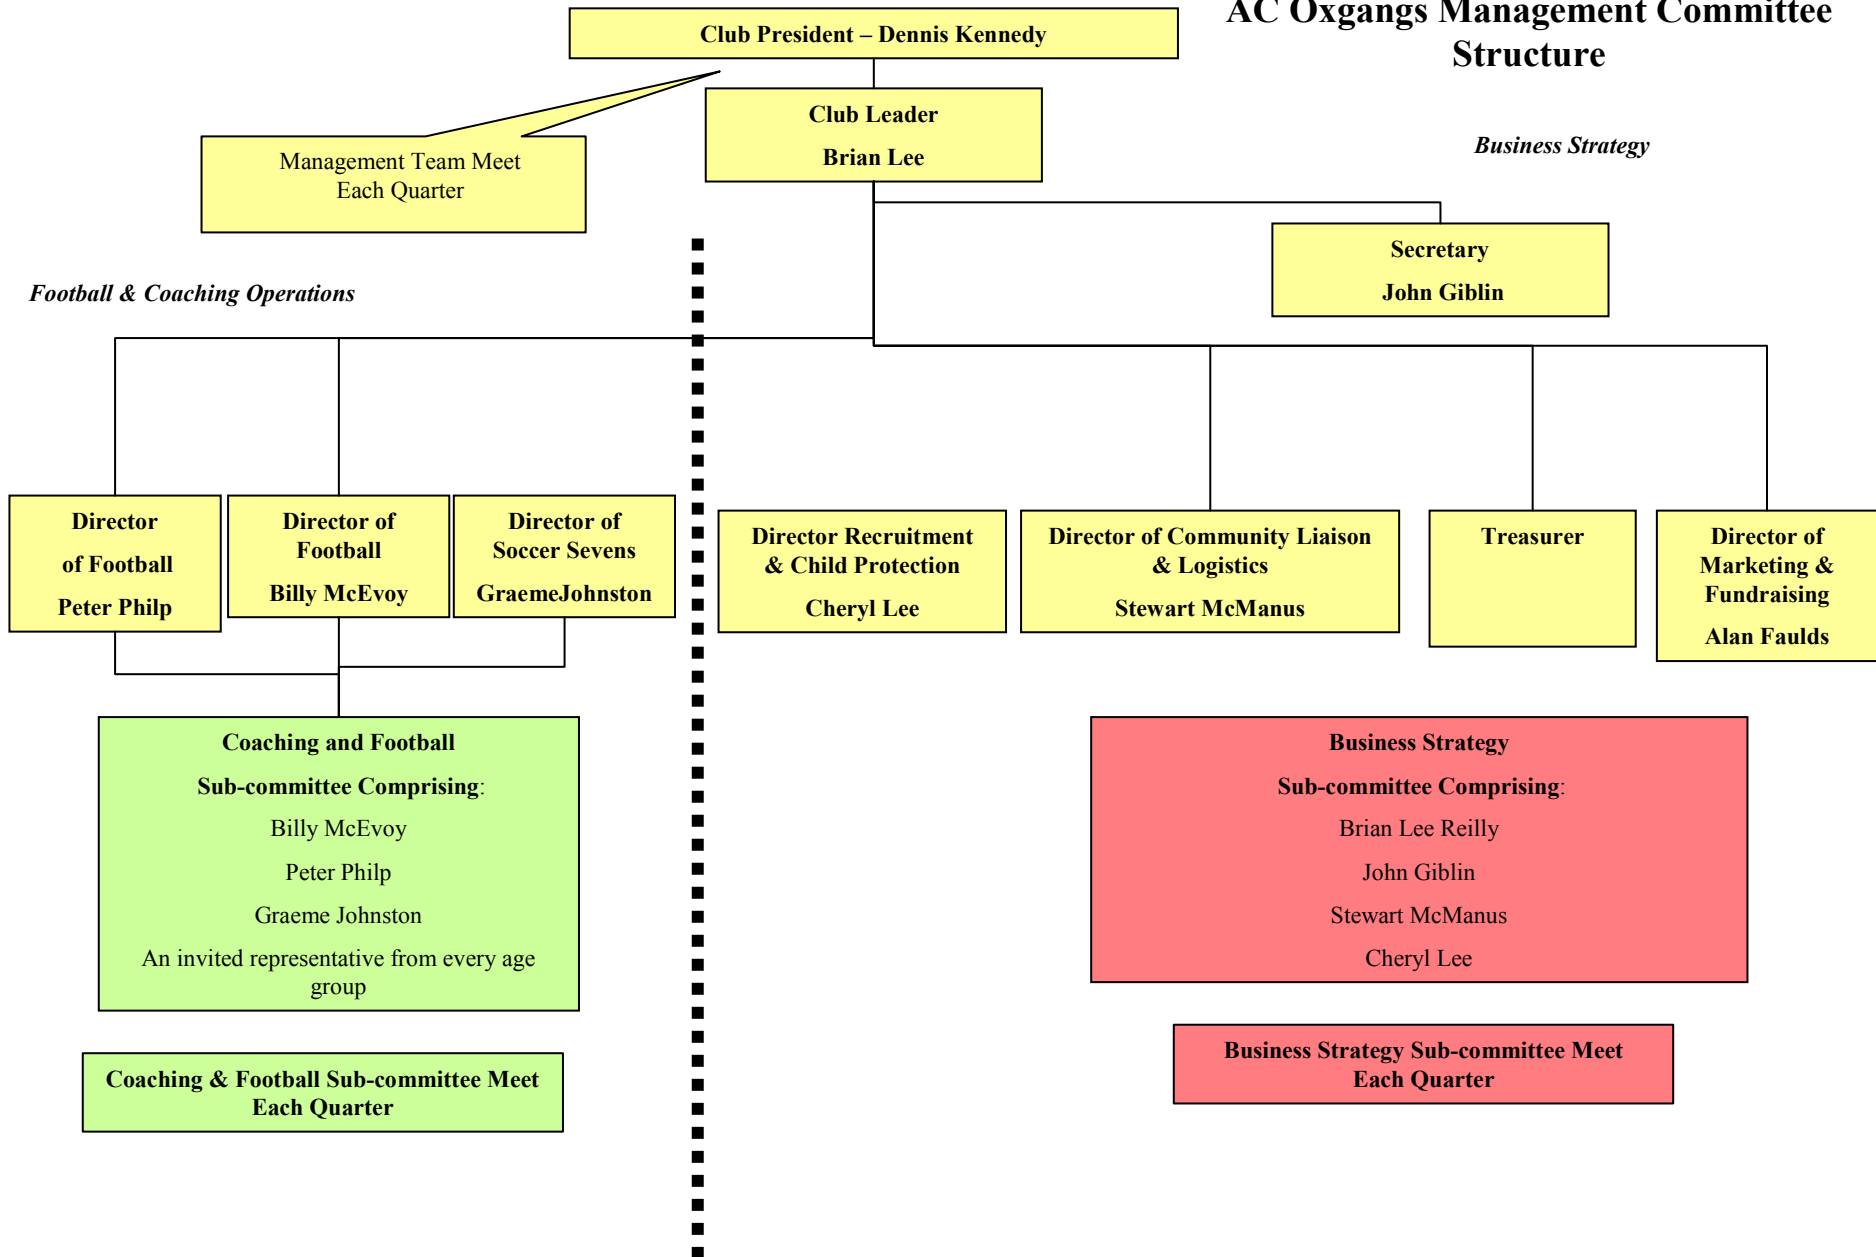 AC Oxgangs Management Committee
Structure
Club President – Dennis Kennedy
Club Leader
Brian Lee
Management Team Meet
Each Quarter
Business Strategy
Secretary
John Giblin
Football & Coaching Operations
Director
of Football
Peter Philp
Director of
Football
Billy McEvoy
Director of
Soccer Sevens
GraemeJohnston
Director Recruitment
& Child Protection
Cheryl Lee
Director of Community Liaison
& Logistics
Stewart McManus
Treasurer
Director of
Marketing &
Fundraising
Alan Faulds
Coaching and Football
Sub-committee Comprising:
Billy McEvoy
Peter Philp
Graeme Johnston
An invited representative from every age
group
Coaching & Football Sub-committee Meet
Each Quarter
Business Strategy
Sub-committee Comprising:
Brian Lee Reilly
John Giblin
Stewart McManus
Cheryl Lee
Business Strategy Sub-committee Meet
Each Quarter